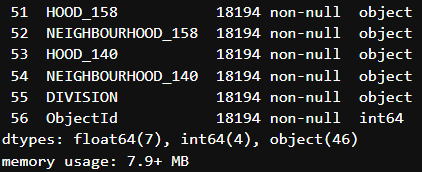 51 HOOD_158 18194 non-null object
52 NEIGHBOURHOOD_158 18194 non-null object
53 HOOD_140 18194 non-null object
54 NEIGHBOURHOOD_140 18194 non-null object
55 DIVISION 18194 non-null object
56 ObjectId 18194 non-null int64
dtypes: float64(7), int64(4), object(46)
memory usage: 7.9+ MB